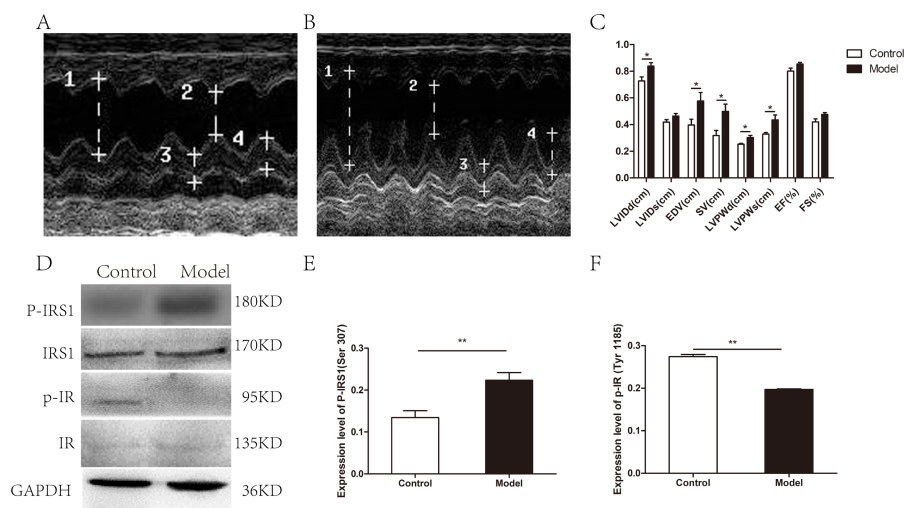 A
1
2
3
4
B
1
2
3
4
C
Control
Model
1.0
0.8
0.6
0.4
0.2
0.0
* * * * *
LVIDd(cm) LVIDs(cm) EDV(cm) SV(cm) LVPWd(cm) LVPWs(cm) EF(%) FS(%)
D
Control Model
P-IRS1 180KD
IRS1 170KD
p-IR 95KD
IR 135KD
GAPDH 36KD
E
Expression level of P-IRS1(Ser 307)
0.3
0.2
0.1
0.0
**
Control Model
F
Expression level of p-IR (Tyr 1185)
0.3
0.2
0.1
0.0
**
Control Model